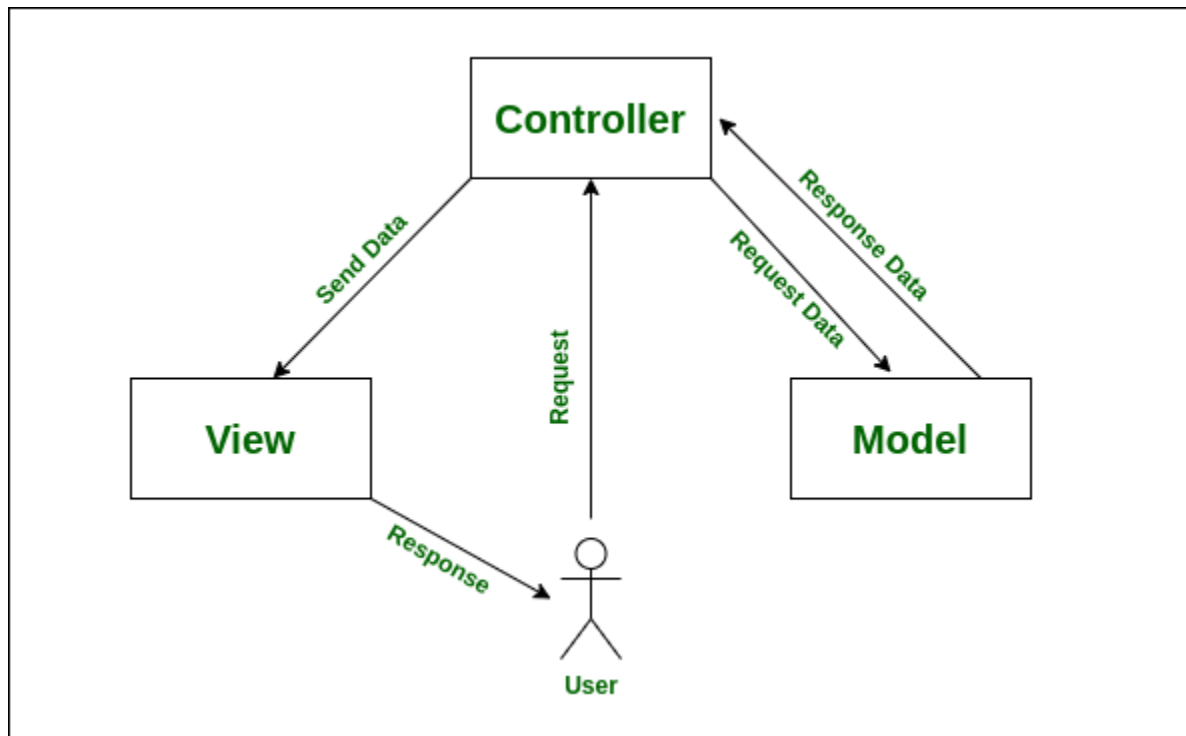 Controller
Send Data
Request
Request Data
Response Data
View
Model
Response
User